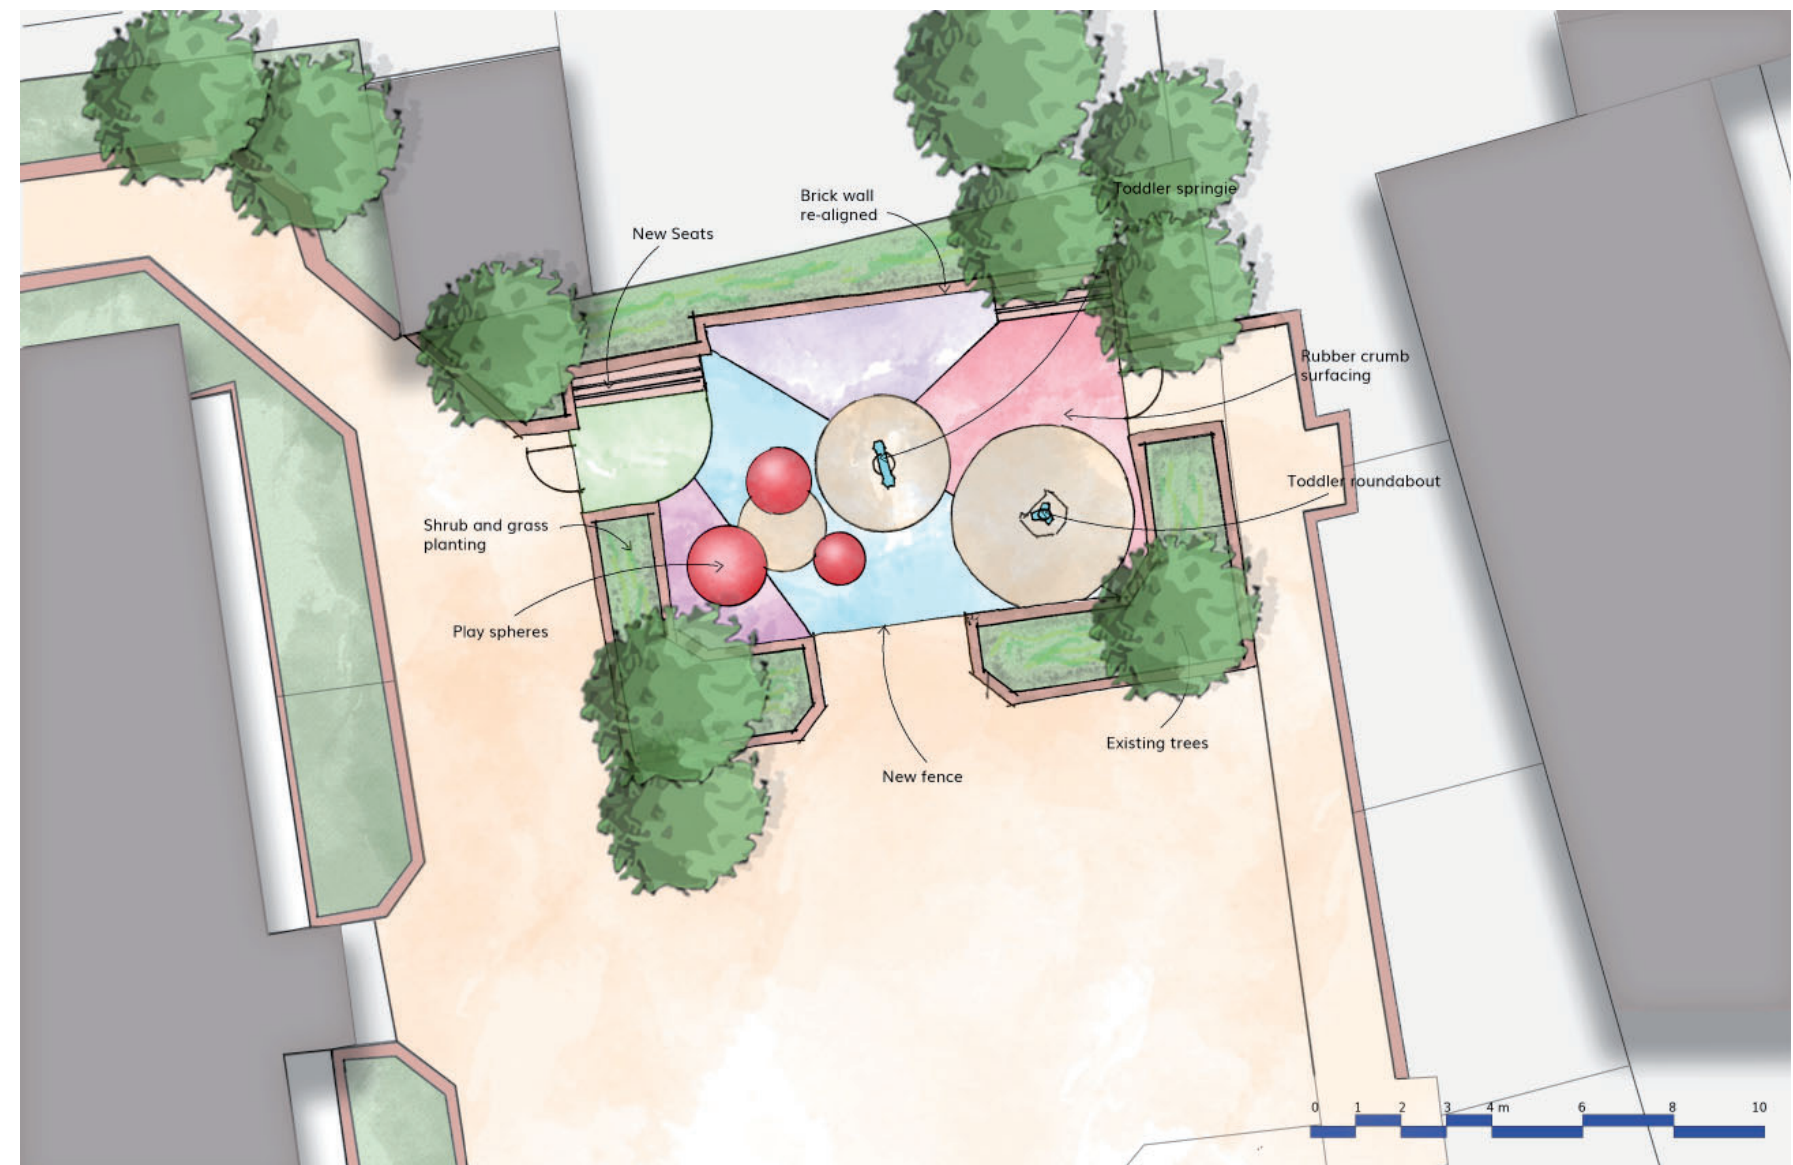 Toddler springie
Brick wall
re-aligned
New Seats
Rubber crumb
surfacing
Toddler roundabout
Shrub and grass
planting
Play spheres
Existing trees
New fence
0 1 2 3 4 m 6 8 10